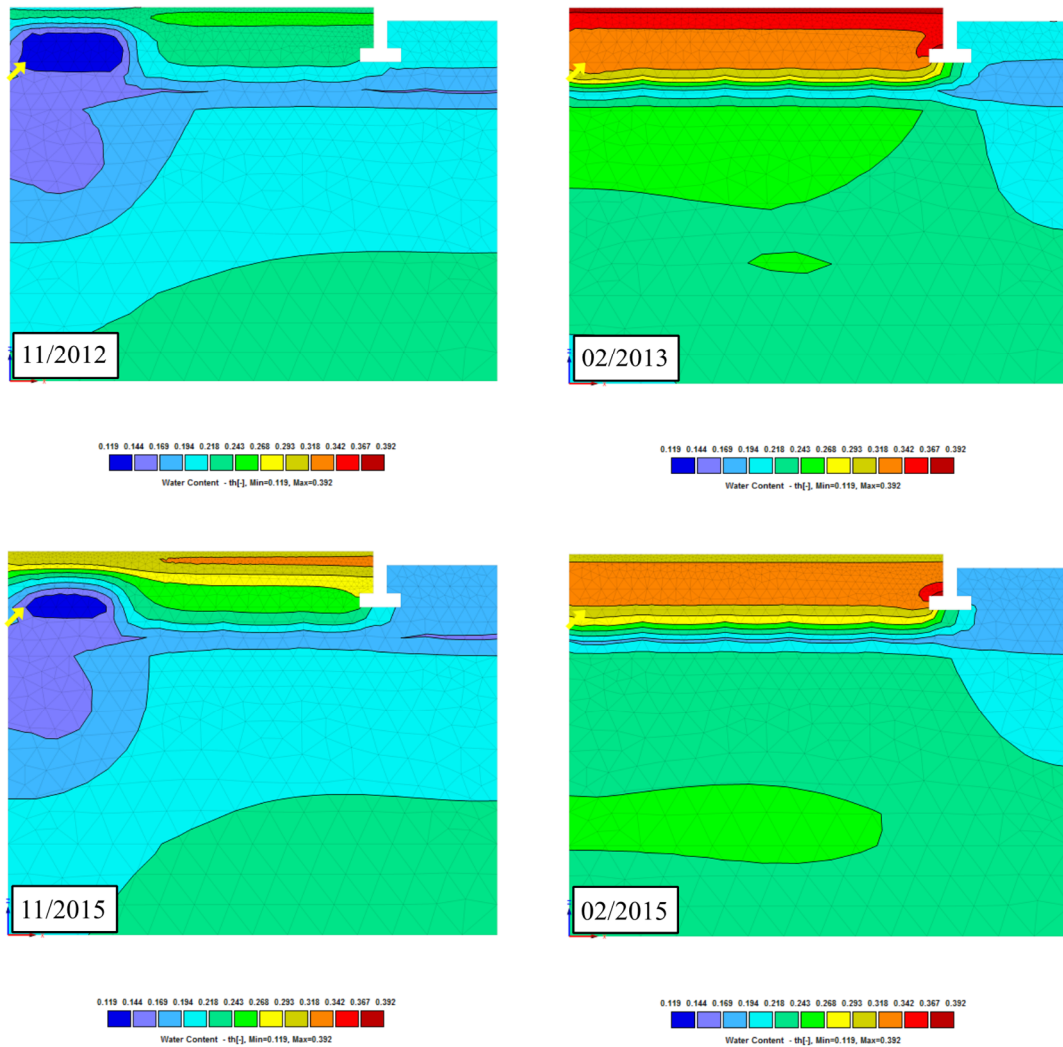 11/2012
02/2013
0.119 0.144 0.169 0.194 0.218 0.243 0.268 0.293 0.318 0.342 0.367 0.392
Water Content - th[-], Min=0.119, Max=0.392
0.119 0.144 0.169 0.194 0.218 0.243 0.268 0.293 0.318 0.342 0.367 0.392
Water Content - th[-], Min=0.119, Max=0.392
11/2015
02/2015
0.119 0.144 0.169 0.194 0.218 0.243 0.268 0.293 0.318 0.342 0.367 0.392
Water Content - th[-], Min=0.119, Max=0.392
0.119 0.144 0.169 0.194 0.218 0.243 0.268 0.293 0.318 0.342 0.367 0.392
Water Content - th[-], Min=0.119, Max=0.392